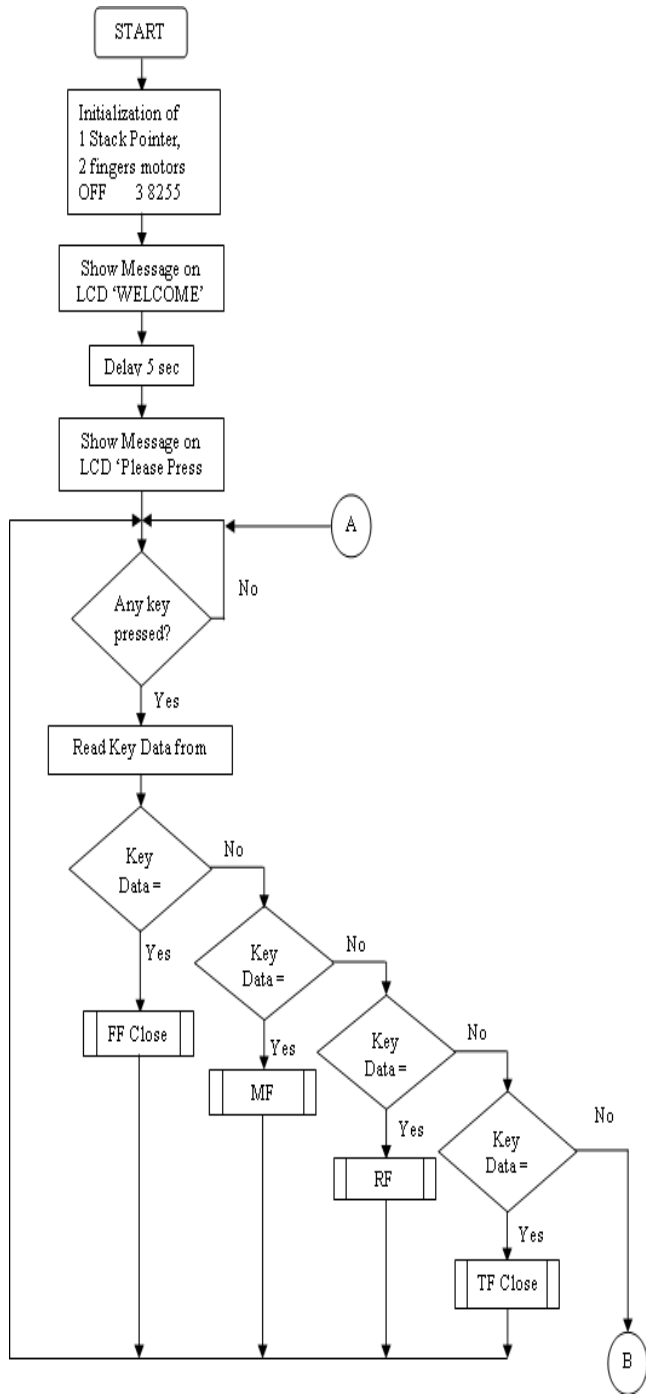 START
Initialization of
1 Stack Pointer,
2 fingers motors
OFF 3 8255
Show Message on
LCD ‘WELCOME’
Delay 5 sec
Show Message on
LCD ‘Please Press
A
No
Any key
pressed?
Yes
Read Key Data from
Key
Data =
No
Yes
FF Close
Key
Data =
No
Yes
MF
Key
Data =
No
Yes
RF
Key
Data =
No
Yes
TF Close
B